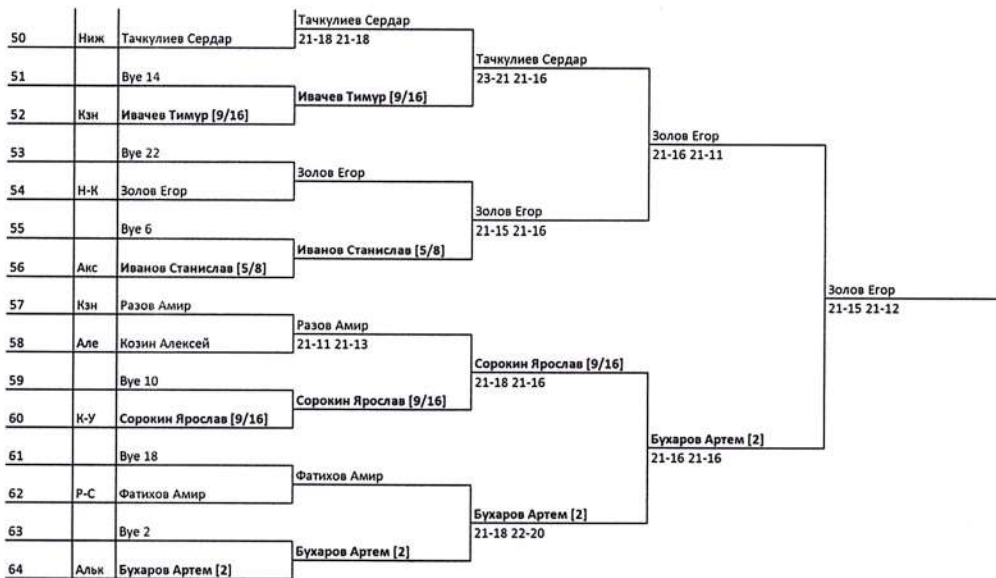 Тачкулиев Сердар
50 Ниж Тачкулиев Сердар 21-18 21-18
Тачкулиев Сердар
51 Bye 14 23-21 21-16
Ивачев Тимур [9/16]
52 Кзн Ивачев Тимур [9/16]
Золов Егор
53 Bye 22 21-16 21-11
Золов Егор
54 Н-К Золов Егор
Золов Егор
55 Bye 6 21-15 21-16
Иванов Станислав [5/8]
56 Акс Иванов Станислав [5/8]
Золов Егор
57 Кзн Разов Амир 21-15 21-12
Разов Амир
58 Але Козин Алексей 21-11 21-13
Сорокин Ярослав [9/16]
59 Bye 10 21-18 21-16
Сорокин Ярослав [9/16]
60 К-У Сорокин Ярослав [9/16]
Бухаров Артем [2]
61 Bye 18 21-16 21-16
Фатихов Амир
62 Р-С Фатихов Амир
Бухаров Артем [2]
63 Bye 2 21-18 22-20
Бухаров Артем [2]
64 Альк Бухаров Артем [2]